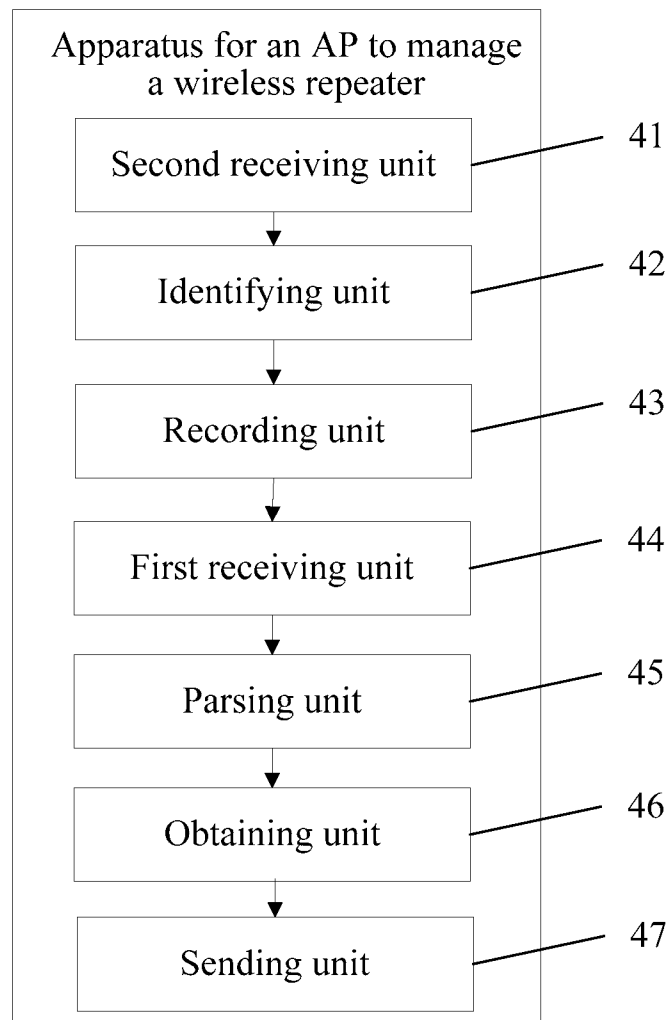 Apparatus for an AP to manage
a wireless repeater
Second receiving unit
41
Identifying unit
42
Recording unit
43
First receiving unit
44
Parsing unit
45
Obtaining unit
46
Sending unit
47